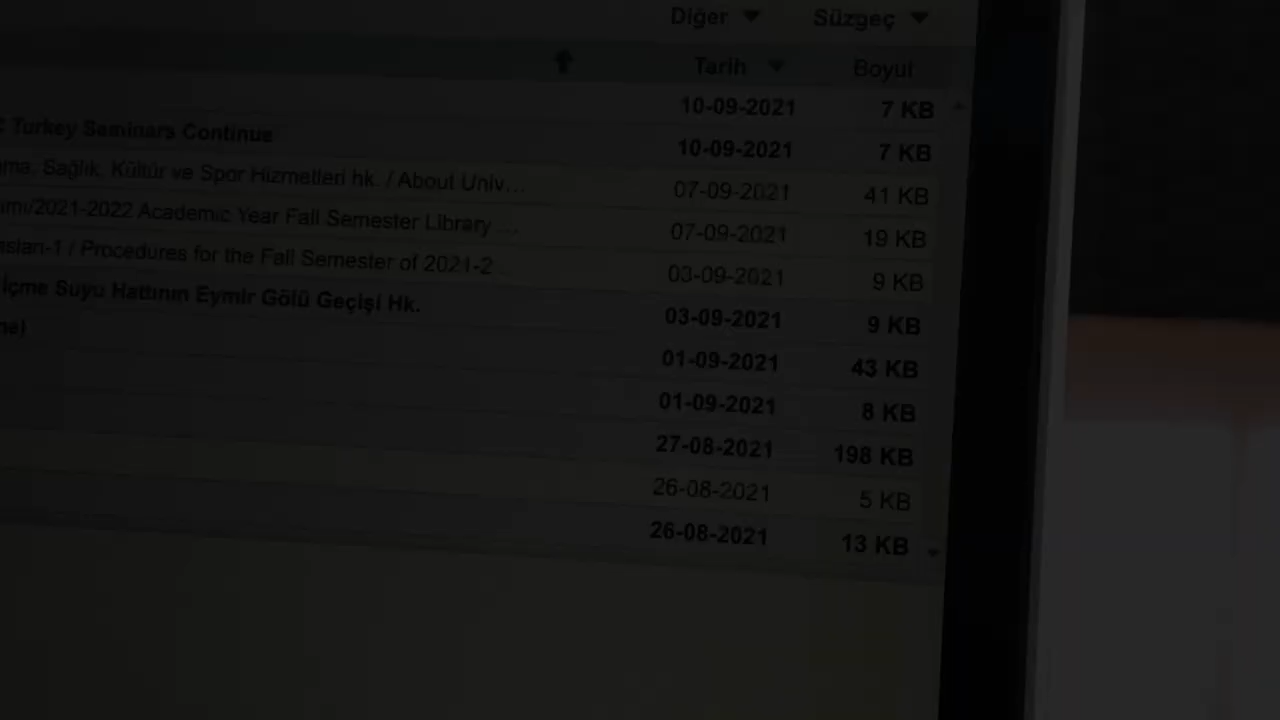 Diğer Süzgeç
Tarih Boyut
10-09-2021 7 KB
Turkey Seminars Continue 10-09-2021 7 KB
Sağlık, Kültür ve Spor Hizmetleri hk. / About Univ... 07-09-2021 41 KB
2021-2022 Academic Year Fall Semester Library ... 07-09-2021 19 KB
/ Procedures for the Fall Semester of 2021-2... 03-09-2021 9 KB
İçme Suyu Hattının Eymir Gölü Geçişi Hk. 03-09-2021 9 KB
01-09-2021 43 KB
01-09-2021 8 KB
27-08-2021 198 KB
26-08-2021 5 KB
26-08-2021 13 KB